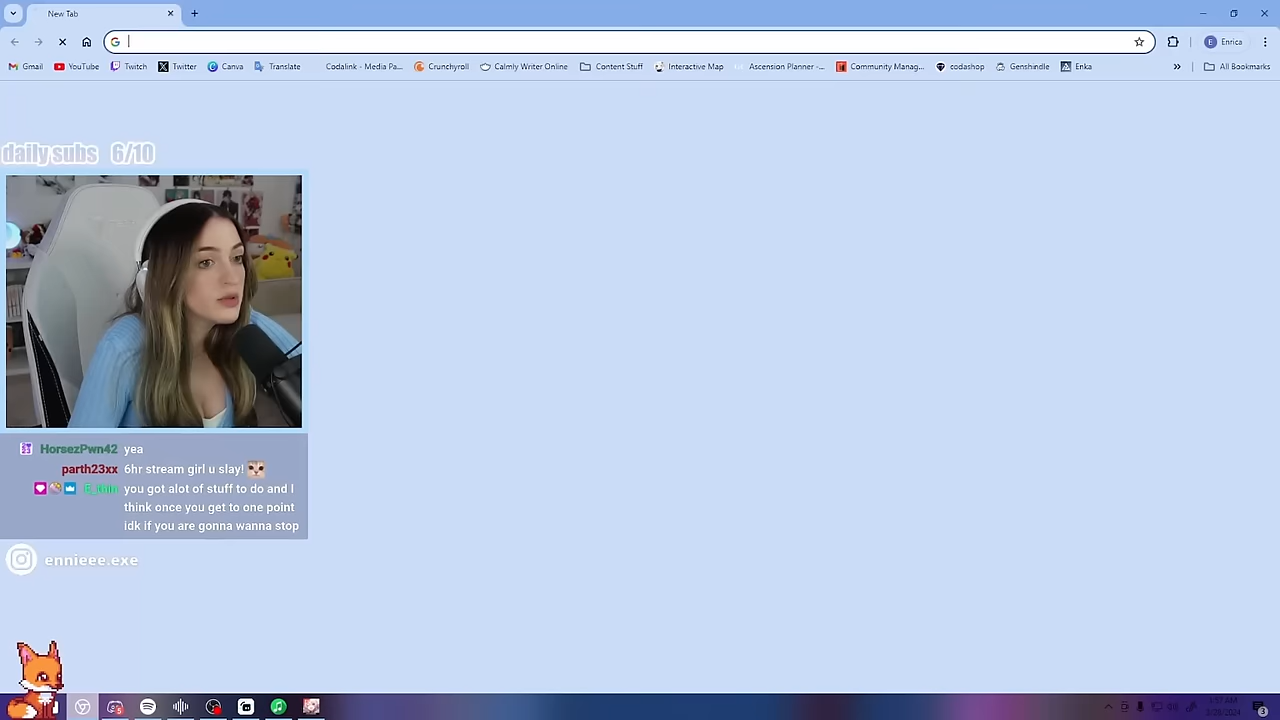 New Tab
Enrica
Gmail YouTube Twitch Twitter Canva Translate Codalink - Media Pa... Crunchyroll Calmly Writer Online Content Stuff Interactive Map Ascension Planner -... Community Manag... codashop Genshindle Enka » All Bookmarks
daily subs 6/10
HorsezPwn42 yea
parth23xx 6hr stream girl u slay!
you got alot of stuff to do and I
think once you get to one point
idk if you are gonna wanna stop
ennieee.exe